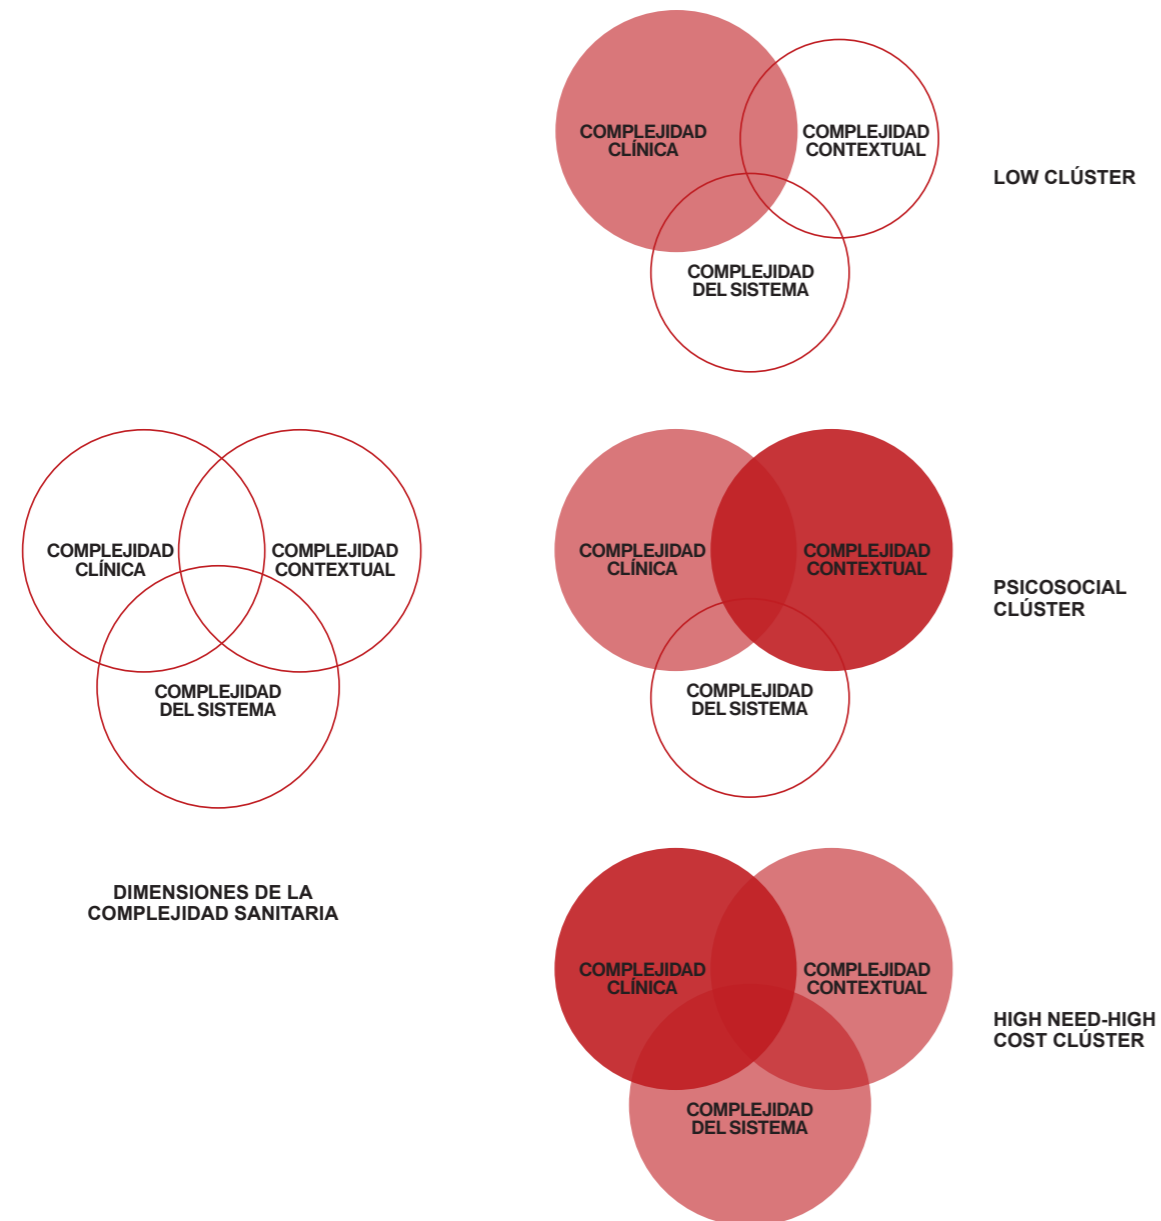 COMPLEJIDAD
CLÍNICA
COMPLEJIDAD
CONTEXTUAL
COMPLEJIDAD
DEL SISTEMA
LOW CLÚSTER
COMPLEJIDAD
CLÍNICA
COMPLEJIDAD
CONTEXTUAL
COMPLEJIDAD
DEL SISTEMA
DIMENSIONES DE LA
COMPLEJIDAD SANITARIA
COMPLEJIDAD
CLÍNICA
COMPLEJIDAD
CONTEXTUAL
COMPLEJIDAD
DEL SISTEMA
PSICOSOCIAL
CLÚSTER
COMPLEJIDAD
CLÍNICA
COMPLEJIDAD
CONTEXTUAL
COMPLEJIDAD
DEL SISTEMA
HIGH NEED-HIGH
COST CLÚSTER